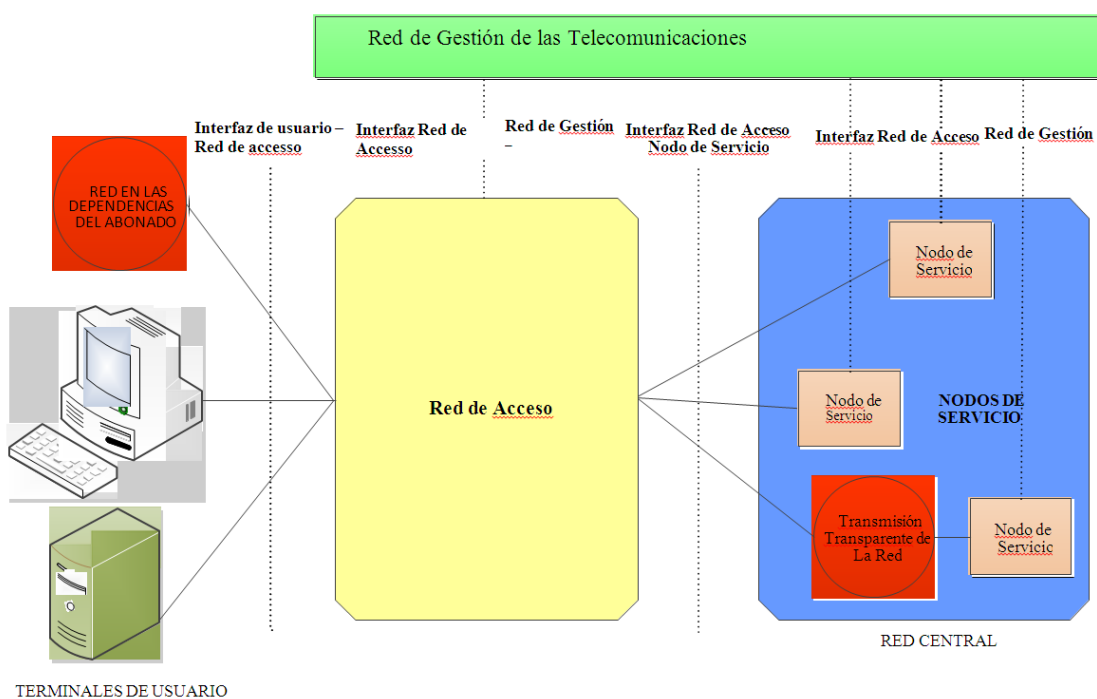 Red de Gestión de las Telecomunicaciones
Interfaz de usuario –
Red de accesso
Interfaz Red de
Accesso
Red de Gestión
–
Interfaz Red de Acceso
Nodo de Servicio
Interfaz Red de Acceso
Red de Gestión
RED EN LAS
DEPENDENCIAS
DEL ABONADO
Red de Acceso
Nodo de
Servicio
Nodo de
Servicio
NODOS DE
SERVICIO
Transmisión
Transparente de
La Red
Nodo de
Servicic
RED CENTRAL
TERMINALES DE USUARIO